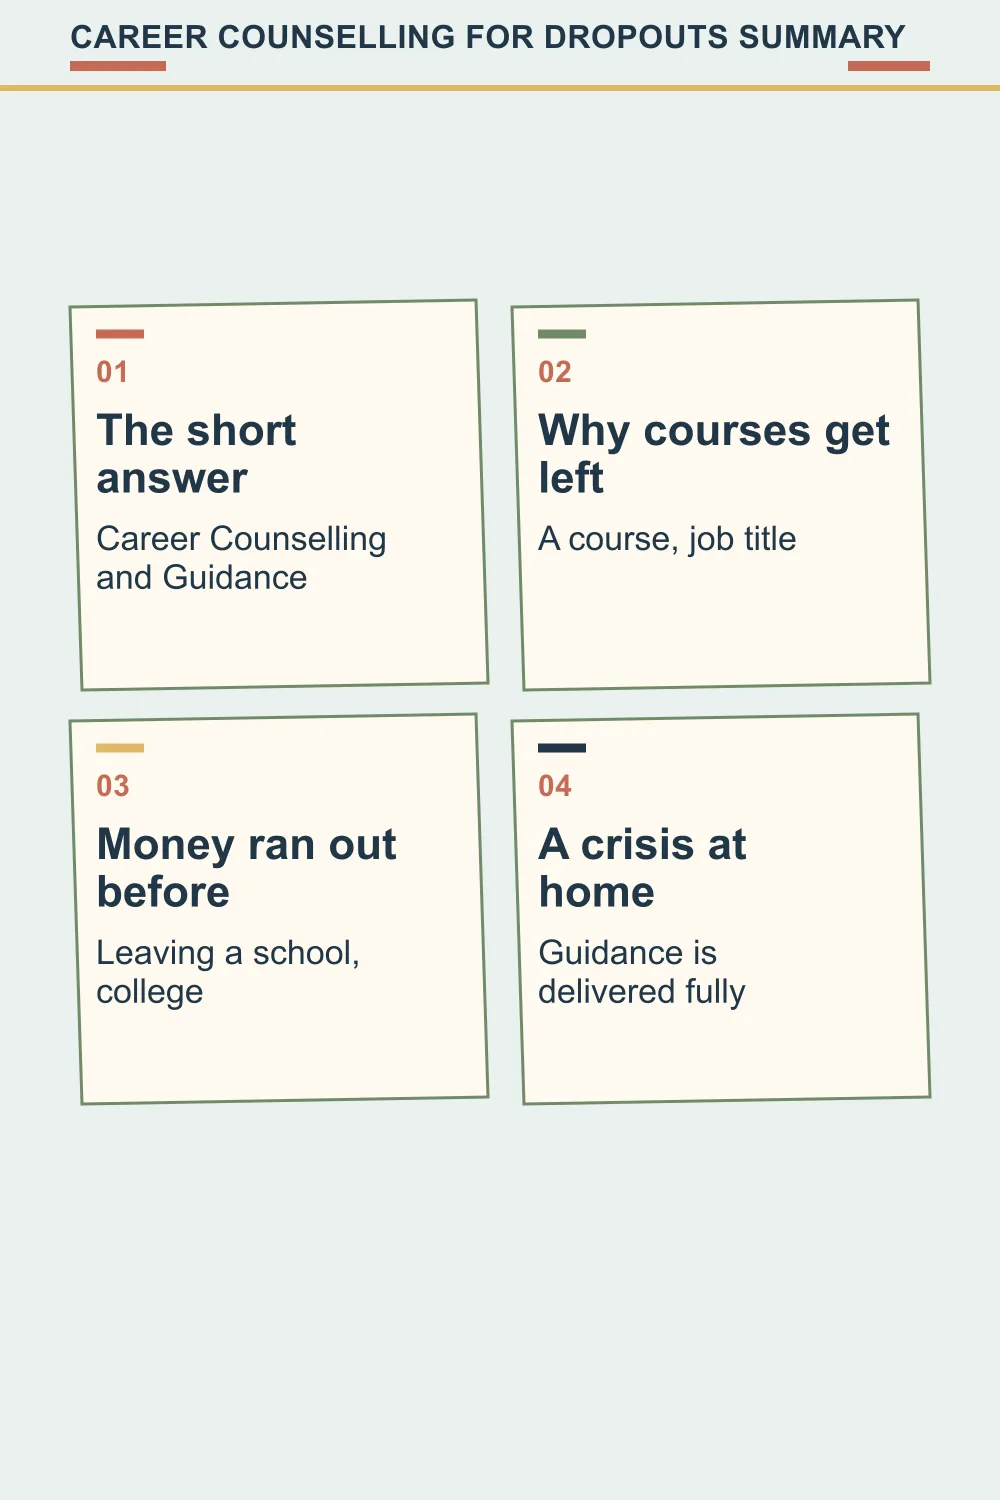 CAREER COUNSELLING FOR DROPOUTS SUMMARY
01
The short
answer
Career Counselling
and Guidance
02
Why courses get
left
A course, job title
03
Money ran out
before
Leaving a school,
college
04
A crisis at
home
Guidance is
delivered fully